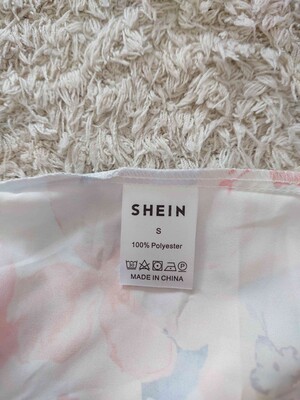 SHEIN
S
100% Polyester
MADE IN CHINA